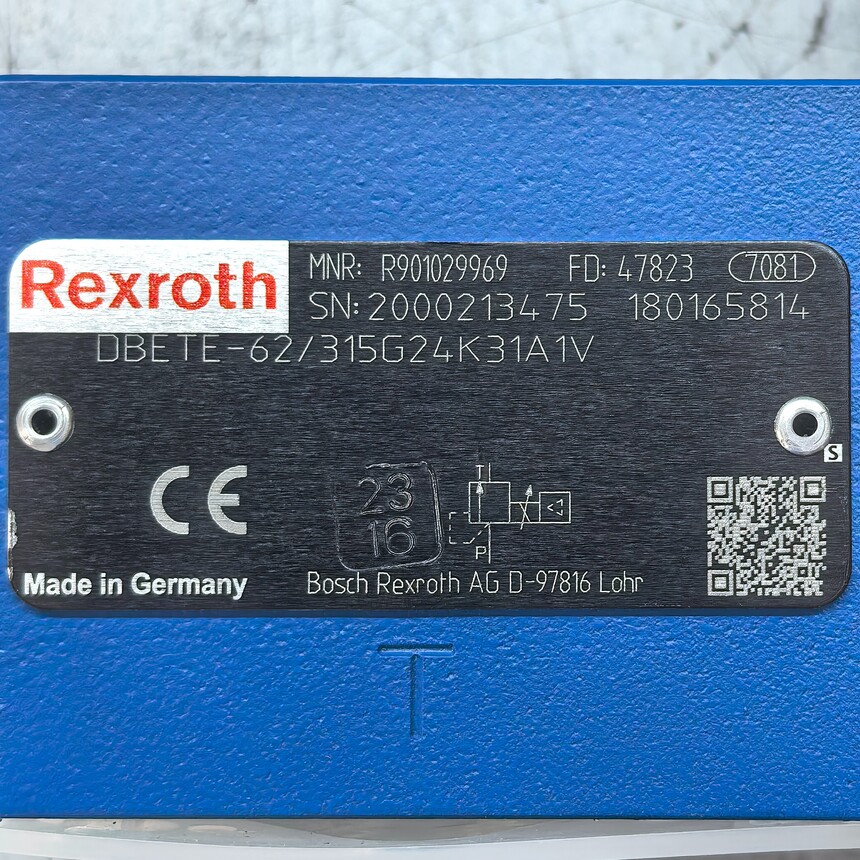 Rexroth
MNR: R901029969 FD: 47823 7081
SN: 2000213475 180165814
DBETE-62/315G24K31A1V
S
CE
23
16
T
P
Made in Germany
Bosch Rexroth AG D-97816 Lohr
T